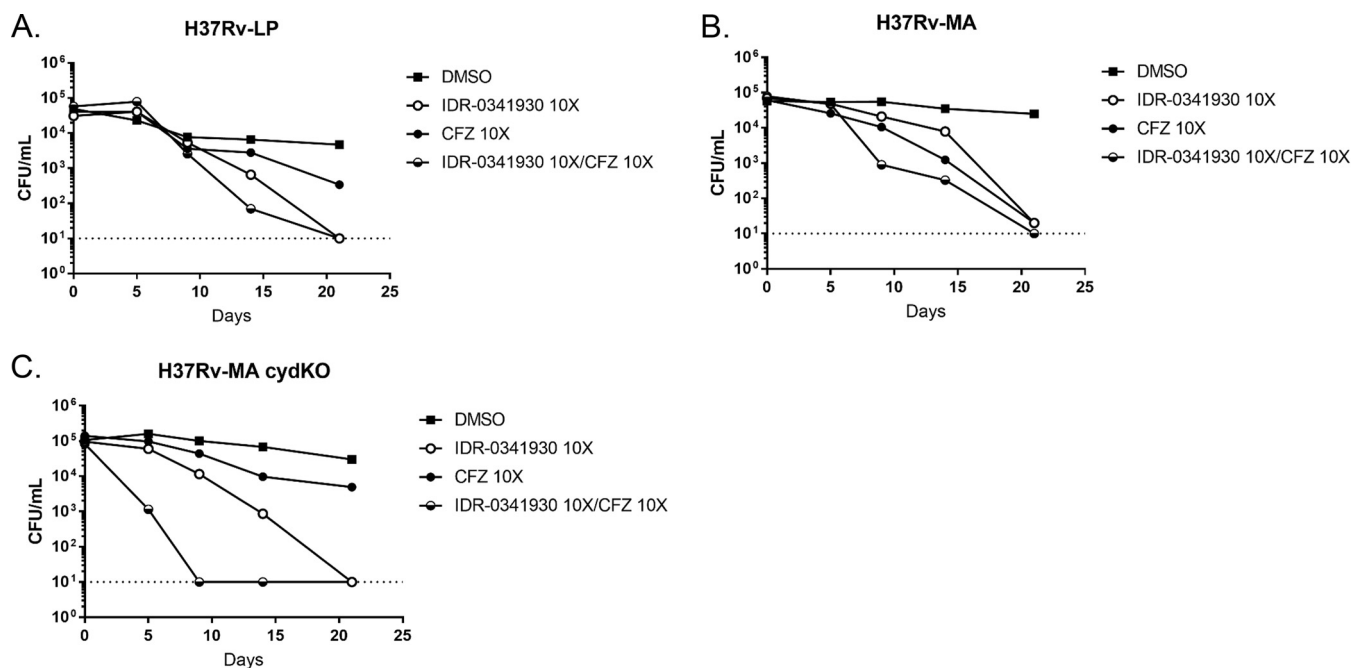 A.
H37Rv-LP
CFU/mL
10⁶
10⁵
10⁴
10³
10²
10¹
10⁰
0 5 10 15 20 25
Days
DMSO
IDR-0341930 10X
CFZ 10X
IDR-0341930 10X/CFZ 10X
B.
H37Rv-MA
CFU/mL
10⁶
10⁵
10⁴
10³
10²
10¹
10⁰
0 5 10 15 20 25
Days
DMSO
IDR-0341930 10X
CFZ 10X
IDR-0341930 10X/CFZ 10X
C.
H37Rv-MA cydKO
CFU/mL
10⁶
10⁵
10⁴
10³
10²
10¹
10⁰
0 5 10 15 20 25
Days
DMSO
IDR-0341930 10X
CFZ 10X
IDR-0341930 10X/CFZ 10X